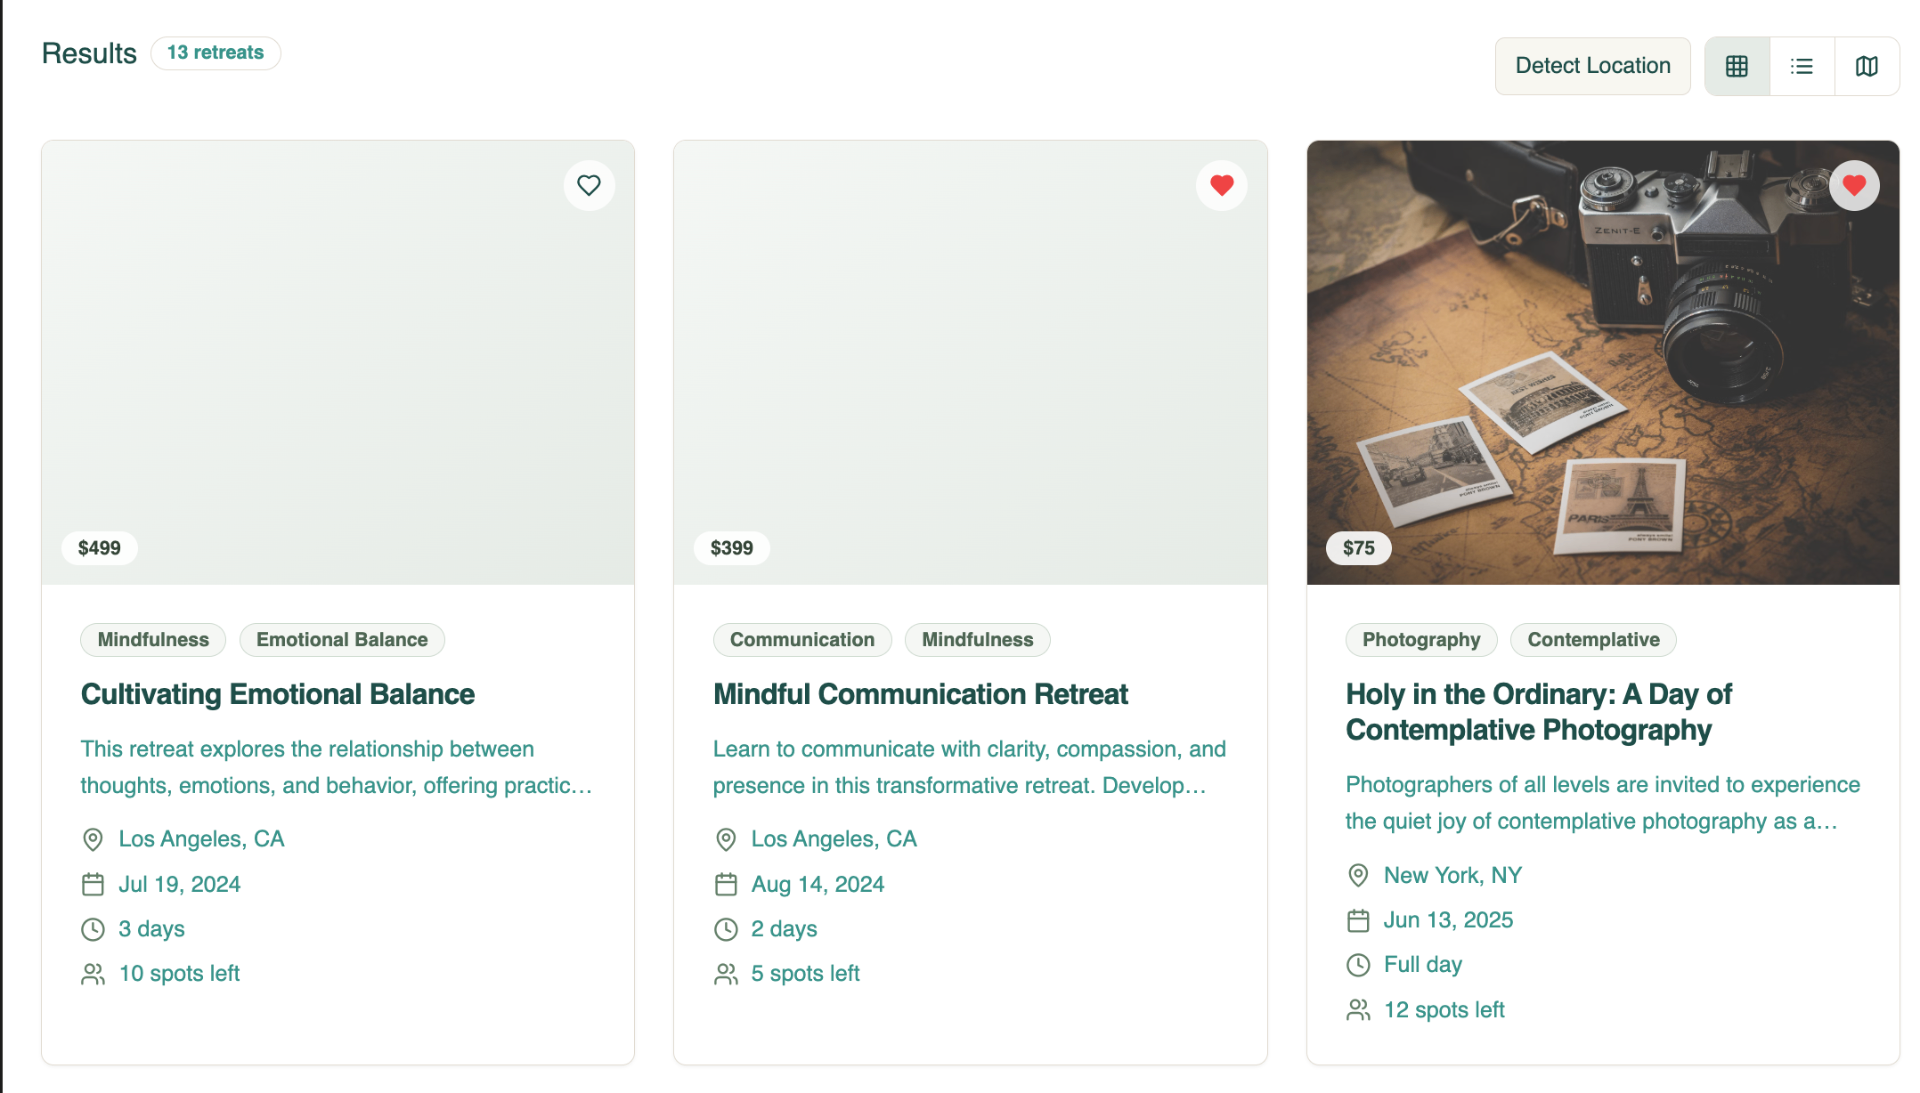 Results
13 retreats
Detect Location
$499
Mindfulness
Emotional Balance
Cultivating Emotional Balance
This retreat explores the relationship between
thoughts, emotions, and behavior, offering practic…
Los Angeles, CA
Jul 19, 2024
3 days
10 spots left
$399
Communication
Mindfulness
Mindful Communication Retreat
Learn to communicate with clarity, compassion, and
presence in this transformative retreat. Develop…
Los Angeles, CA
Aug 14, 2024
2 days
5 spots left
ZENIT-E
PARIS
$75
Photography
Contemplative
Holy in the Ordinary: A Day of
Contemplative Photography
Photographers of all levels are invited to experience
the quiet joy of contemplative photography as a…
New York, NY
Jun 13, 2025
Full day
12 spots left